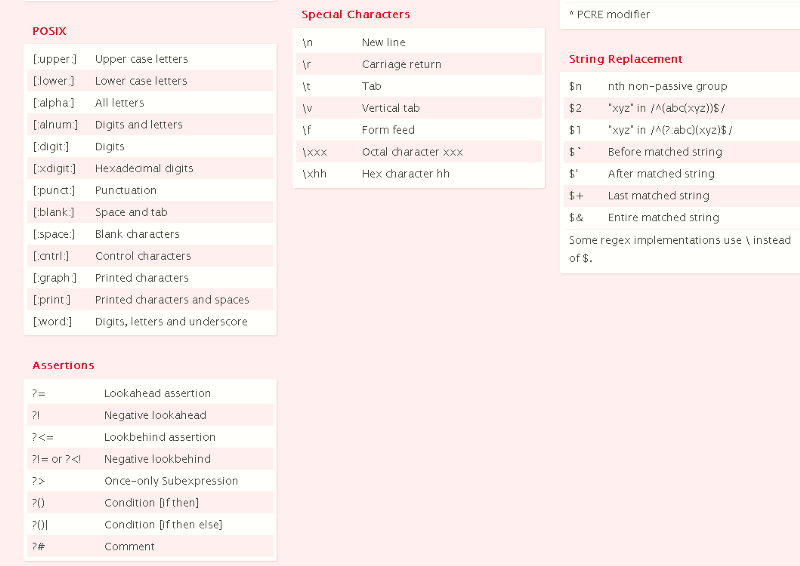 POSIX
[:upper:] Upper case letters
[:lower:] Lower case letters
[:alpha:] All letters
[:alnum:] Digits and letters
[:digit:] Digits
[:xdigit:] Hexadecimal digits
[:punct:] Punctuation
[:blank:] Space and tab
[:space:] Blank characters
[:cntrl:] Control characters
[:graph:] Printed characters
[:print:] Printed characters and spaces
[:word:] Digits, letters and underscore
Assertions
?= Lookahead assertion
?! Negative lookahead
?<= Lookbehind assertion
?!= or ?<! Negative lookbehind
?> Once-only Subexpression
?() Condition [if then]
?()| Condition [if then else]
?# Comment
Special Characters
\n New line
\r Carriage return
\t Tab
\v Vertical tab
\f Form feed
\xxx Octal character xxx
\xhh Hex character hh
* PCRE modifier
String Replacement
$n nth non-passive group
$2 "xyz" in /^(abc(xyz))$/
$1 "xyz" in /^(?:abc)(xyz)$/
$` Before matched string
$' After matched string
$+ Last matched string
$& Entire matched string
Some regex implementations use \ instead
of $.